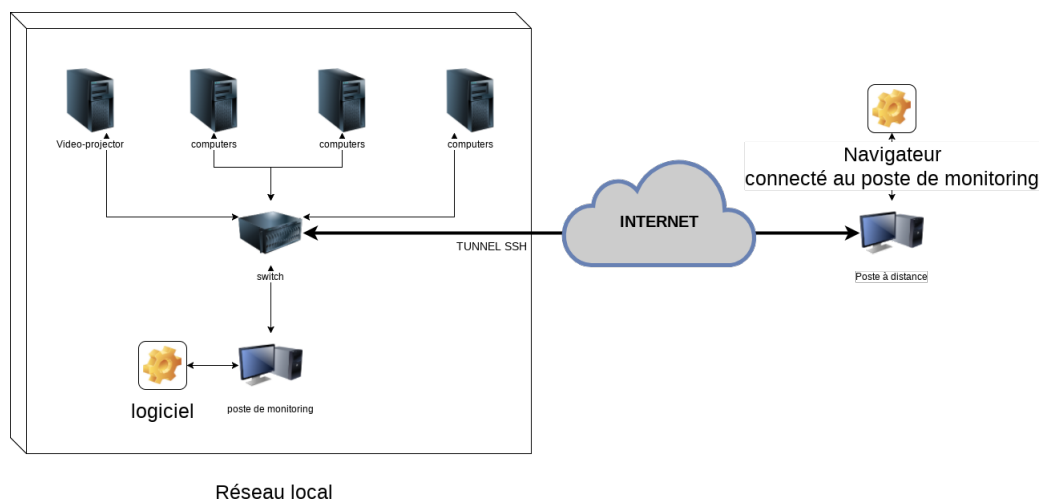 Video-projector
computers
computers
computers
Navigateur
connecté au poste de monitoring
INTERNET
TUNNEL SSH
switch
Poste à distance
logiciel
poste de monitoring
Réseau local